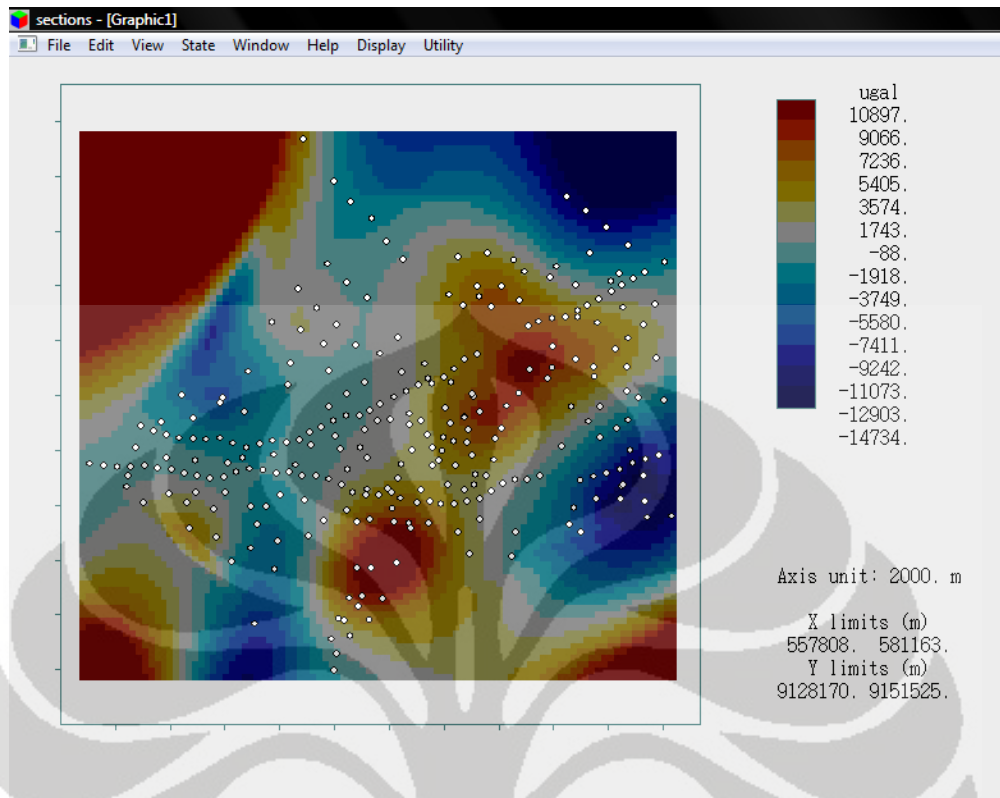 sections - [Graphic1]
File Edit View State Window Help Display Utility
ugal
10897.
9066.
7236.
5405.
3574.
1743.
-88.
-1918.
-3749.
-5580.
-7411.
-9242.
-11073.
-12903.
-14734.
Axis unit: 2000. m
X limits (m)
557808. 581163.
Y limits (m)
9128170. 9151525.